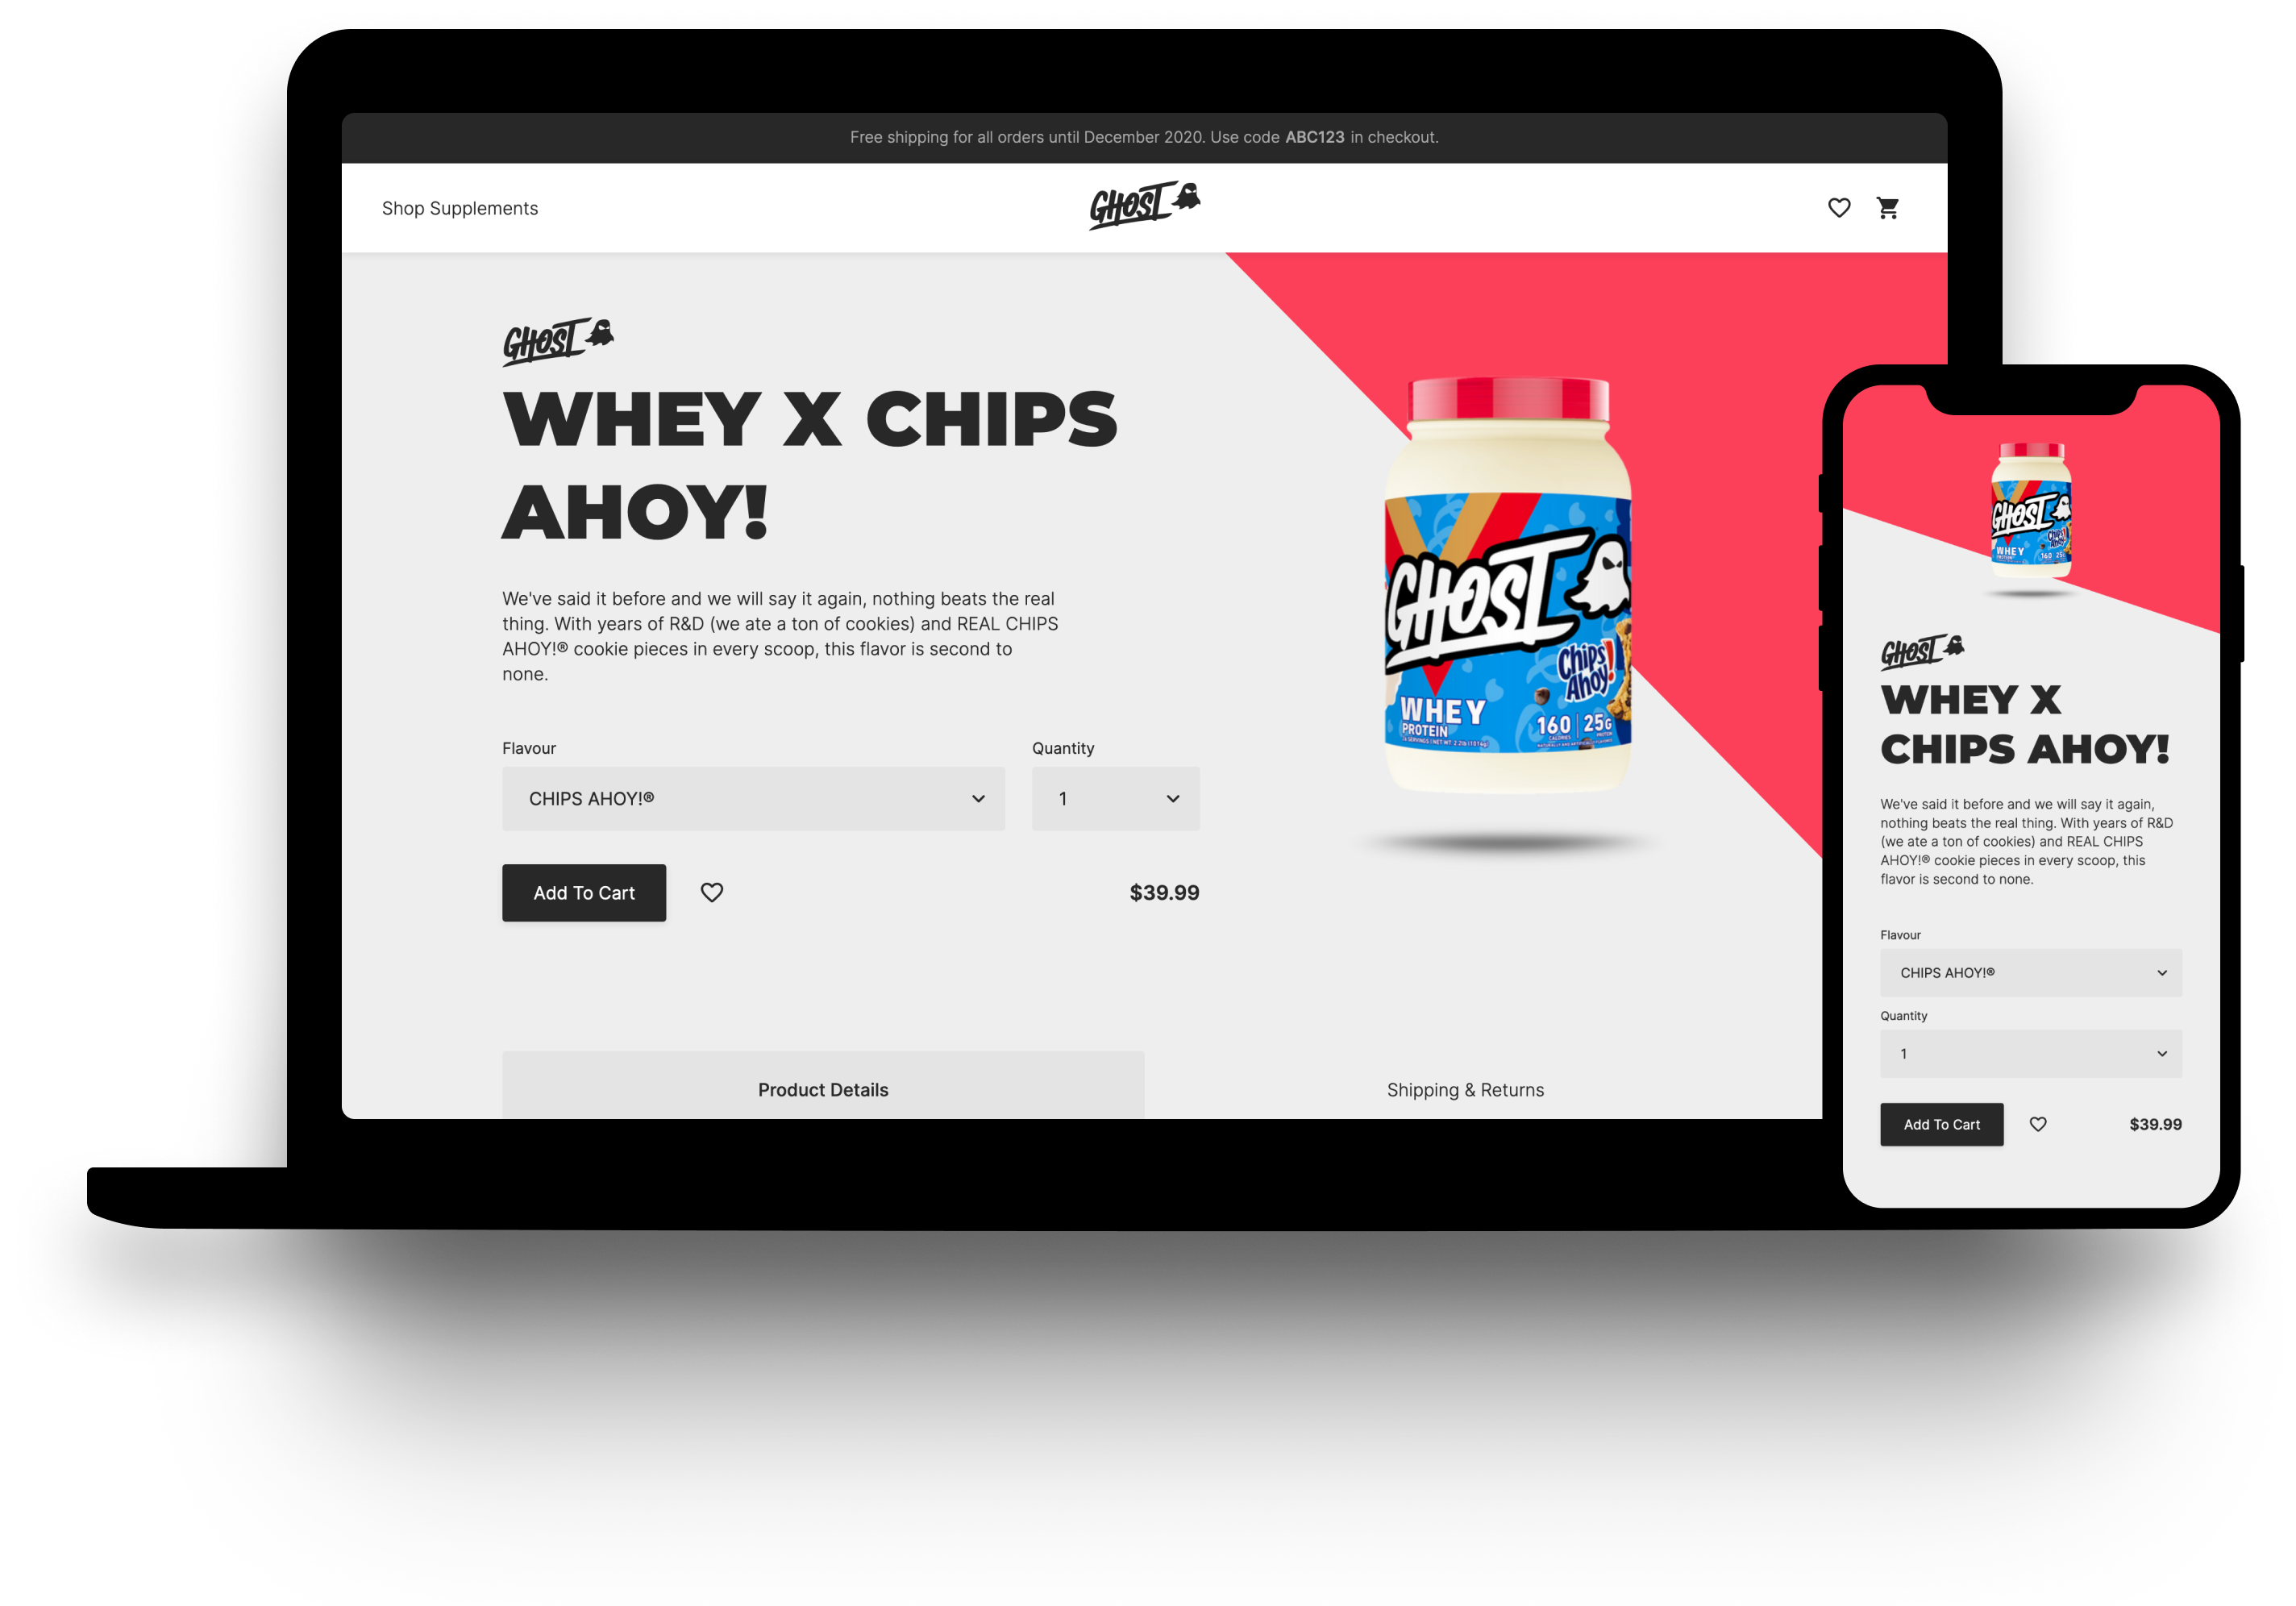 Free shipping for all orders until December 2020. Use code ABC123 in checkout.
Shop Supplements
GHOST
GHOST
WHEY X CHIPS
AHOY!
We've said it before and we will say it again, nothing beats the real
thing. With years of R&D (we ate a ton of cookies) and REAL CHIPS
AHOY!® cookie pieces in every scoop, this flavor is second to
none.
Flavour
Quantity
CHIPS AHOY!®
1
Add To Cart
$39.99
GHOST
Chips
Ahoy!
WHEY
PROTEIN
160
CALORIES
25G
PROTEIN
Product Details
Shipping & Returns
GHOST
Chips
Ahoy!
WHEY
160 25G
GHOST
WHEY X
CHIPS AHOY!
We've said it before and we will say it again,
nothing beats the real thing. With years of R&D
(we ate a ton of cookies) and REAL CHIPS
AHOY!® cookie pieces in every scoop, this
flavor is second to none.
Flavour
CHIPS AHOY!®
Quantity
1
Add To Cart
$39.99